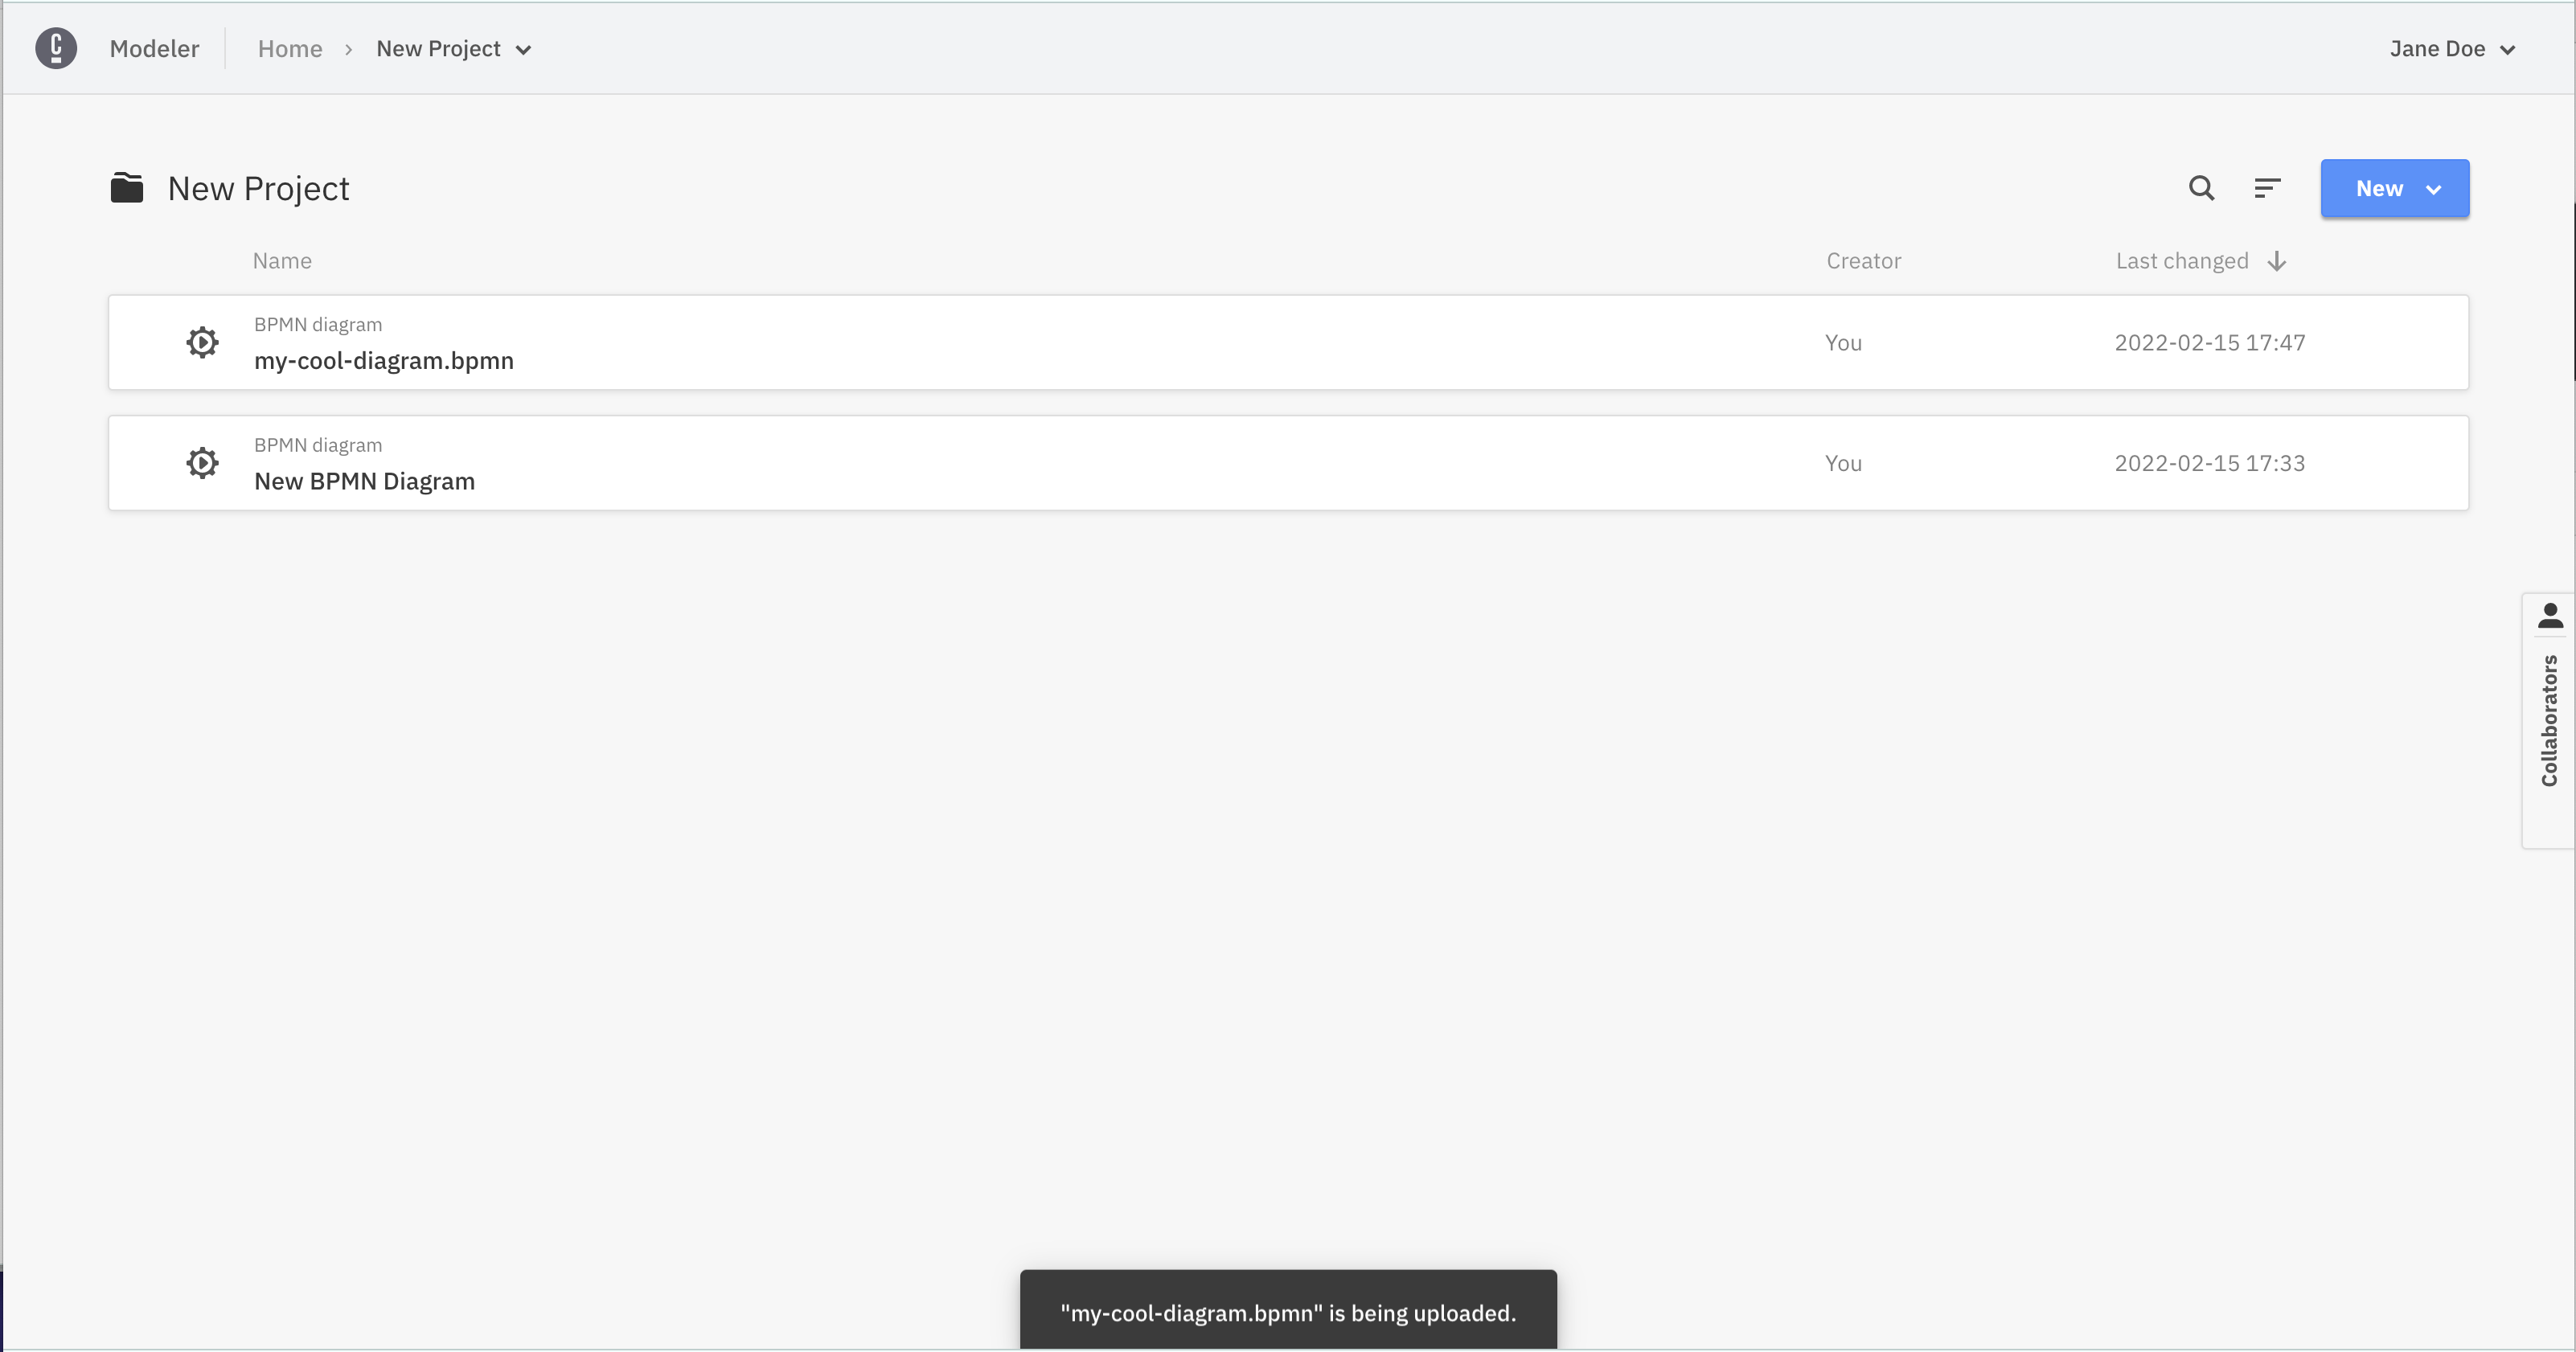 Modeler
Home
New Project
Jane Doe
New Project
New
Name
Creator
Last changed
BPMN diagram
my-cool-diagram.bpmn
You
2022-02-15 17:47
BPMN diagram
New BPMN Diagram
You
2022-02-15 17:33
Collaborators
"my-cool-diagram.bpmn" is being uploaded.